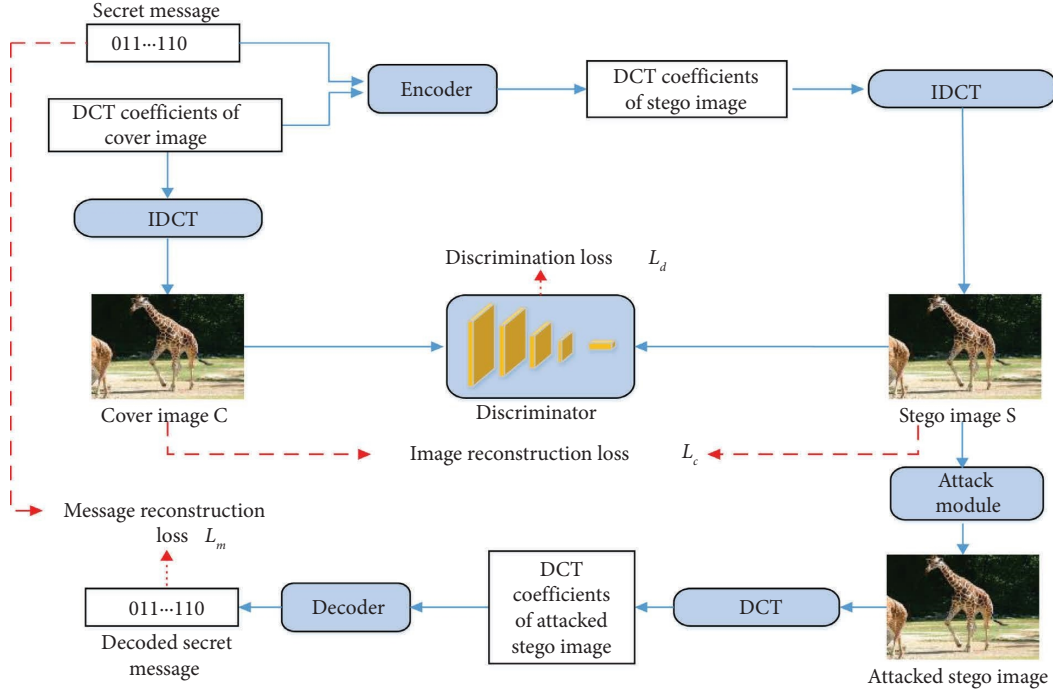 Secret message
011···110
DCT coefficients of
cover image
Encoder
DCT coefficients
of stego image
IDCT
IDCT
Discrimination loss L_d
Cover image C
Discriminator
Stego image S
Image reconstruction loss L_c
Attack
module
Message reconstruction
loss L_m
011···110
Decoded secret
message
Decoder
DCT
coefficients
of attacked
stego image
DCT
Attacked stego image